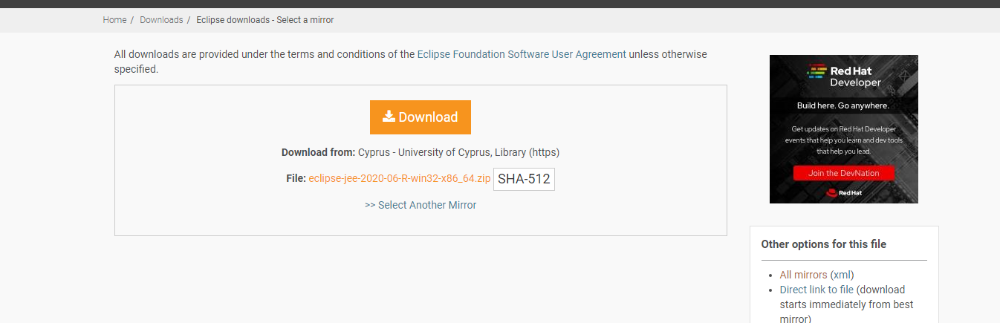 Home / Downloads / Eclipse downloads - Select a mirror
All downloads are provided under the terms and conditions of the Eclipse Foundation Software User Agreement unless otherwise
specified.
Download
Download from: Cyprus - University of Cyprus, Library (https)
File: eclipse-jee-2020-06-R-win32-x86_64.zip SHA-512
>> Select Another Mirror
Red Hat
Developer
Build here. Go anywhere.
Get updates on Red Hat Developer
events that help you learn and dev tools
that help you lead.
Join the DevNation
Red Hat
Other options for this file
• All mirrors (xml)
• Direct link to file (download
starts immediately from best
mirror)